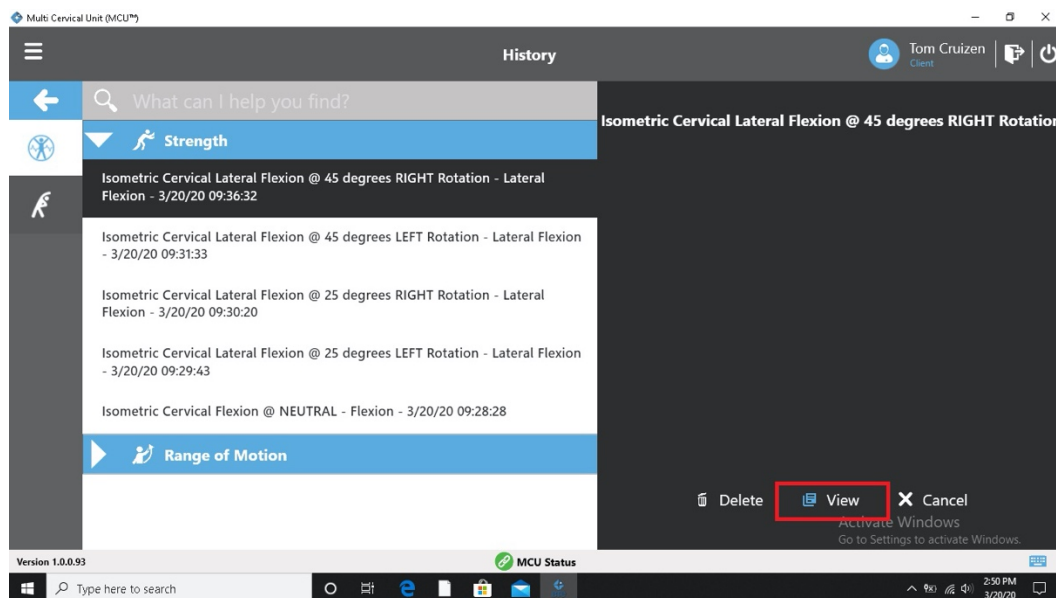 Multi Cervical Unit (MCU™)
History
Tom Cruizen
Client
What can I help you find?
Strength
Isometric Cervical Lateral Flexion @ 45 degrees RIGHT Rotation - Lateral
Flexion - 3/20/20 09:36:32
Isometric Cervical Lateral Flexion @ 45 degrees LEFT Rotation - Lateral Flexion
- 3/20/20 09:31:33
Isometric Cervical Lateral Flexion @ 25 degrees RIGHT Rotation - Lateral
Flexion - 3/20/20 09:30:20
Isometric Cervical Lateral Flexion @ 25 degrees LEFT Rotation - Lateral Flexion
- 3/20/20 09:29:43
Isometric Cervical Flexion @ NEUTRAL - Flexion - 3/20/20 09:28:28
Range of Motion
Isometric Cervical Lateral Flexion @ 45 degrees RIGHT Rotation
Delete View Cancel
Activate Windows
Go to Settings to activate Windows.
Version 1.0.0.93
MCU Status
Type here to search
2:50 PM
3/20/20